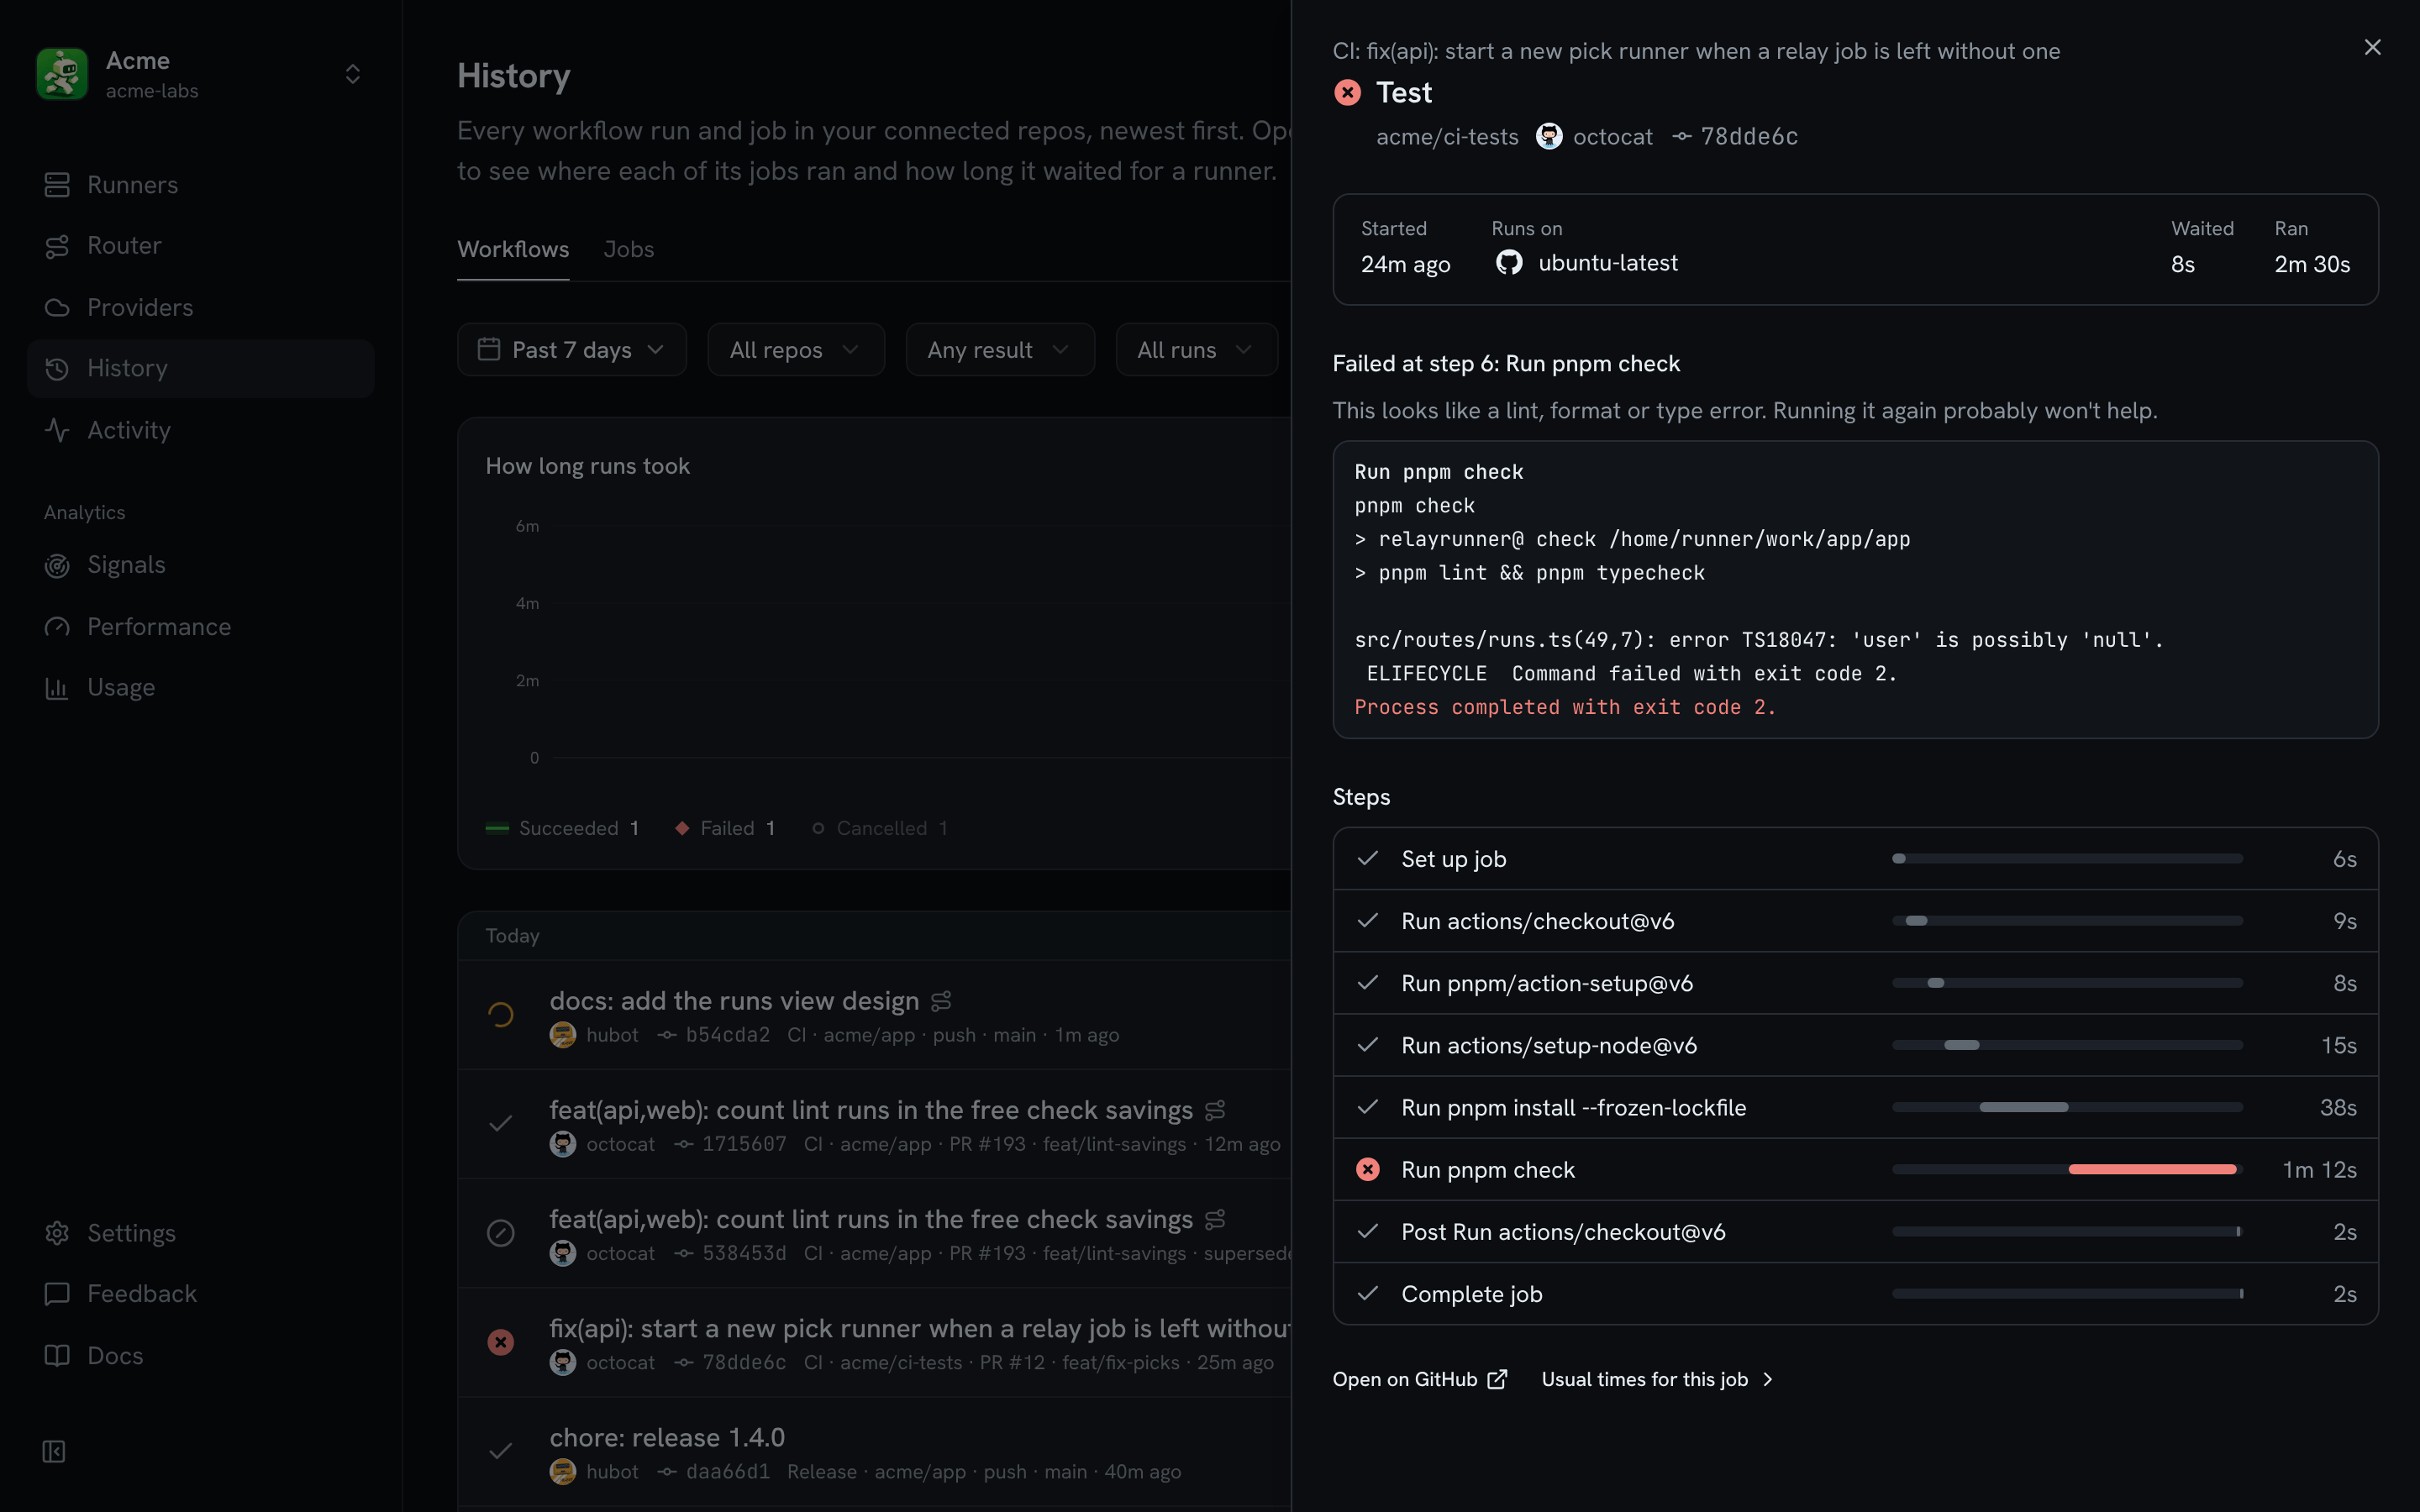 Acme
acme-labs
Runners
Router
Providers
History
Activity
Analytics
Signals
Performance
Usage
Settings
Feedback
Docs
History
Every workflow run and job in your connected repos, newest first.
to see where each of its jobs ran and how long it waited for a runner.
Workflows Jobs
Past 7 days All repos Any result All runs
How long runs took
6m
4m
2m
0
Succeeded 1 Failed 1 Cancelled 1
Today
docs: add the runs view design
hubot b54cda2 CI · acme/app · push · main · 1m ago
feat(api,web): count lint runs in the free check savings
octocat 1715607 CI · acme/app · PR #193 · feat/lint-savings · 12m ago
feat(api,web): count lint runs in the free check savings
octocat 538453d CI · acme/app · PR #193 · feat/lint-savings ·
fix(api): start a new pick runner when a relay job is left
octocat 78dde6c CI · acme/ci-tests · PR #12 · feat/fix-picks · 25m ago
chore: release 1.4.0
hubot daa66d1 Release · acme/app · push · main · 40m ago
CI: fix(api): start a new pick runner when a relay job is left without one
Test
acme/ci-tests octocat 78dde6c
Started Runs on Waited Ran
24m ago ubuntu-latest 8s 2m 30s
Failed at step 6: Run pnpm check
This looks like a lint, format or type error. Running it again probably won't help.
Run pnpm check
pnpm check
> relayrunner@ check /home/runner/work/app/app
> pnpm lint && pnpm typecheck
src/routes/runs.ts(49,7): error TS18047: 'user' is possibly 'null'.
ELIFECYCLE  Command failed with exit code 2.
Process completed with exit code 2.
Steps
Set up job 6s
Run actions/checkout@v6 9s
Run pnpm/action-setup@v6 8s
Run actions/setup-node@v6 15s
Run pnpm install --frozen-lockfile 38s
Run pnpm check 1m 12s
Post Run actions/checkout@v6 2s
Complete job 2s
Open on GitHub Usual times for this job